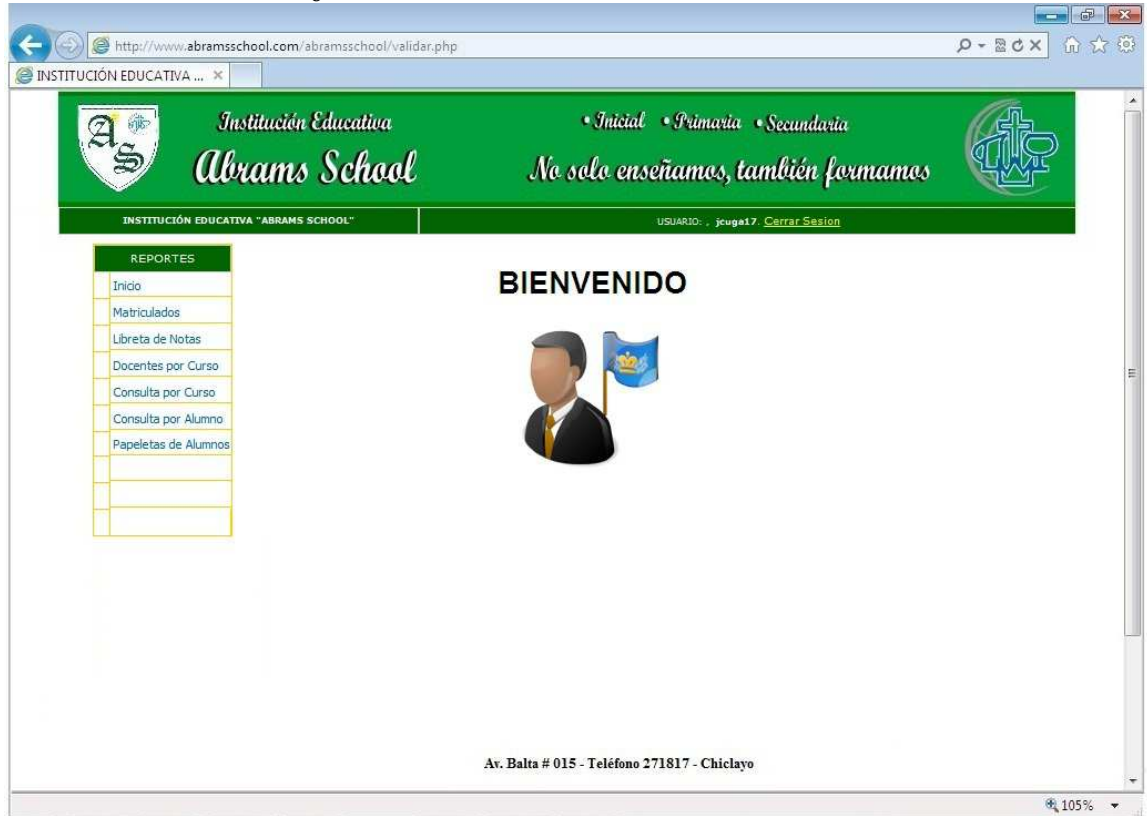 http://www.abramsschool.com/abramsschool/validar.php
INSTITUCIÓN EDUCATIVA ...
AS
Institución Educativa
Abrams School
• Inicial • Primaria • Secundaria
No solo enseñamos, también formamos
INSTITUCIÓN EDUCATIVA "ABRAMS SCHOOL"
USUARIO: , jcuga17. Cerrar Sesion
REPORTES
Inicio
Matriculados
Libreta de Notas
Docentes por Curso
Consulta por Curso
Consulta por Alumno
Papeletas de Alumnos
BIENVENIDO
Av. Balta # 015 - Teléfono 271817 - Chiclayo
105%